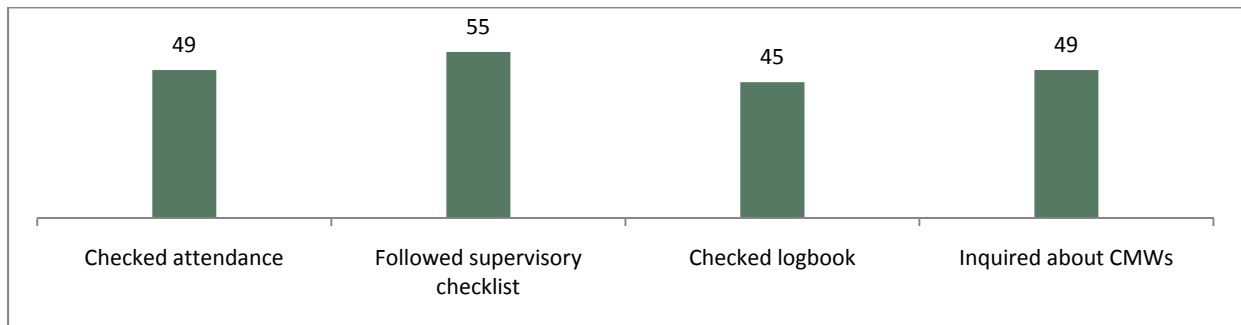 49
55
45
49
Checked attendance
Followed supervisory
checklist
Checked logbook
Inquired about CMWs